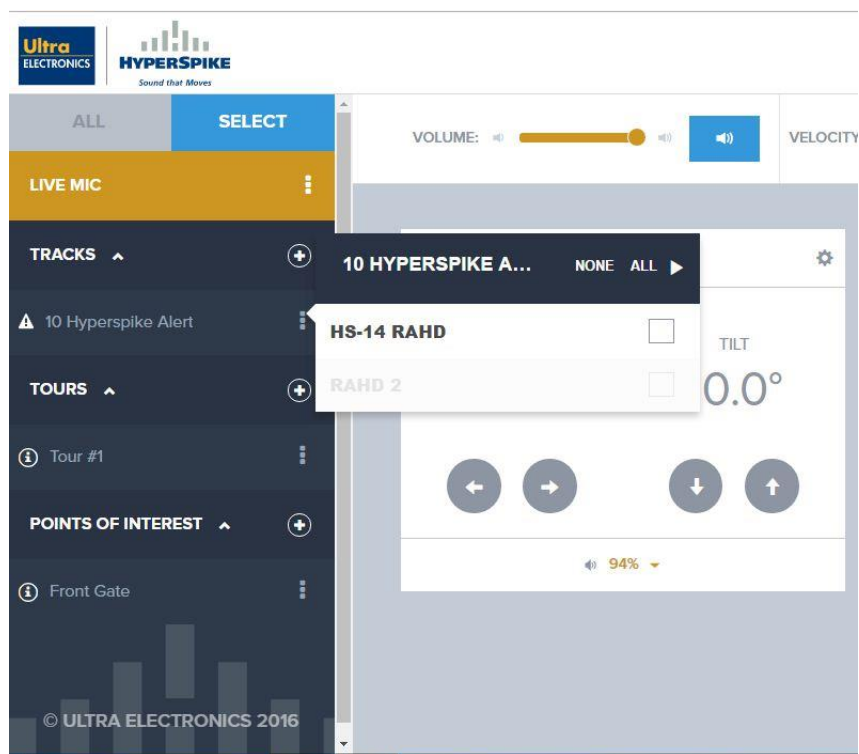 Ultra
ELECTRONICS
HYPERSPIKE
Sound that Moves
ALL SELECT
VOLUME:
VELOCITY
LIVE MIC
TRACKS
10 HYPERSPIKE A... NONE ALL
10 Hyperspike Alert
HS-14 RAHD
TILT
TOURS
RAHD 2
0.0°
Tour #1
POINTS OF INTEREST
94%
Front Gate
© ULTRA ELECTRONICS 2016